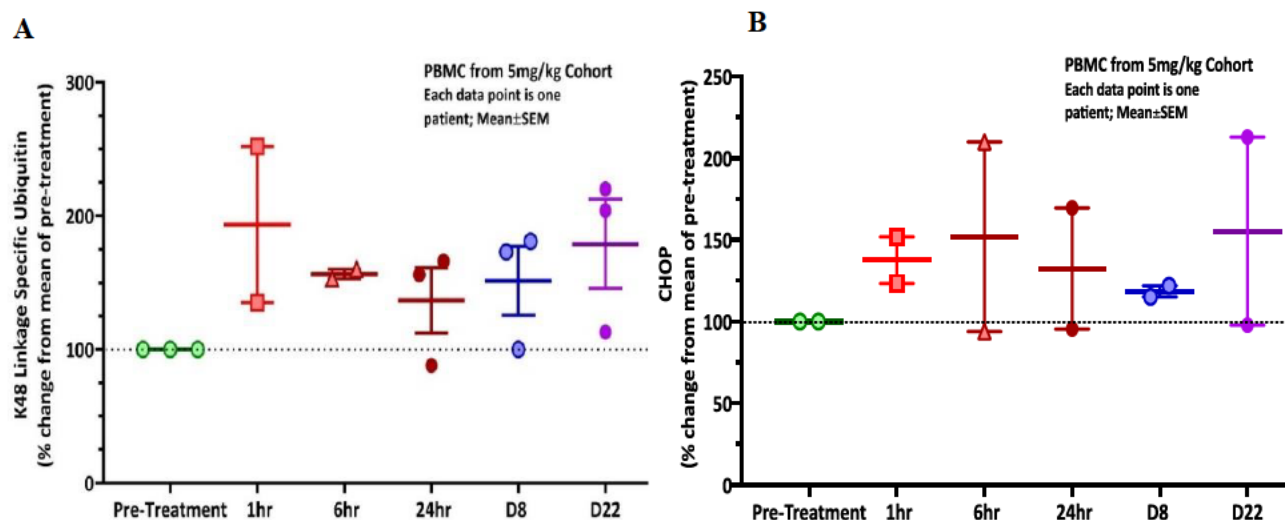 A
K48 Linkage Specific Ubiquitin
(% change from mean of pre-treatment)
PBMC from 5mg/kg Cohort
Each data point is one
patient; Mean±SEM
300
200
100
0
Pre-Treatment 1hr 6hr 24hr D8 D22
B
CHOP
(% change from mean of pre-treatment)
PBMC from 5mg/kg Cohort
Each data point is one
patient; Mean±SEM
250
200
150
100
50
0
Pre-Treatment 1hr 6hr 24hr D8 D22